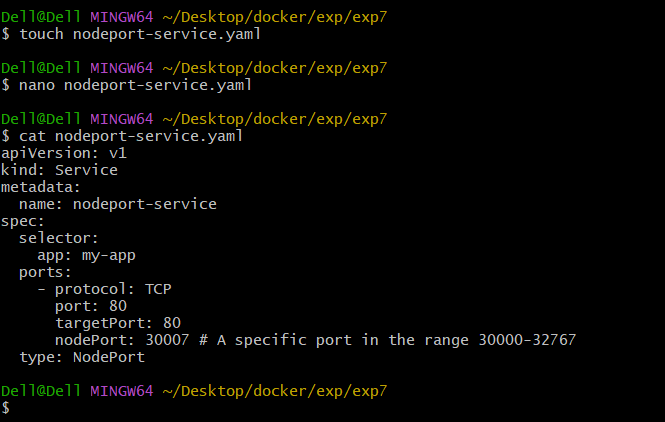 Dell@Dell MINGW64 ~/Desktop/docker/exp/exp7
$ touch nodeport-service.yaml
Dell@Dell MINGW64 ~/Desktop/docker/exp/exp7
$ nano nodeport-service.yaml
Dell@Dell MINGW64 ~/Desktop/docker/exp/exp7
$ cat nodeport-service.yaml
apiVersion: v1
kind: Service
metadata:
  name: nodeport-service
spec:
  selector:
    app: my-app
  ports:
    - protocol: TCP
      port: 80
      targetPort: 80
      nodePort: 30007 # A specific port in the range 30000-32767
  type: NodePort
Dell@Dell MINGW64 ~/Desktop/docker/exp/exp7
$